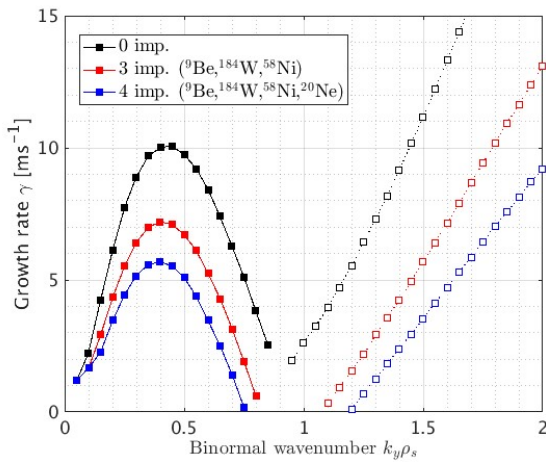 15
10
5
0
Growth rate γ [ms⁻¹]
0 imp.
3 imp. (⁹Be,¹⁸⁴W,⁵⁸Ni)
4 imp. (⁹Be,¹⁸⁴W,⁵⁸Ni,²⁰Ne)
0 0.5 1 1.5 2
Binormal wavenumber kᵧρₛ